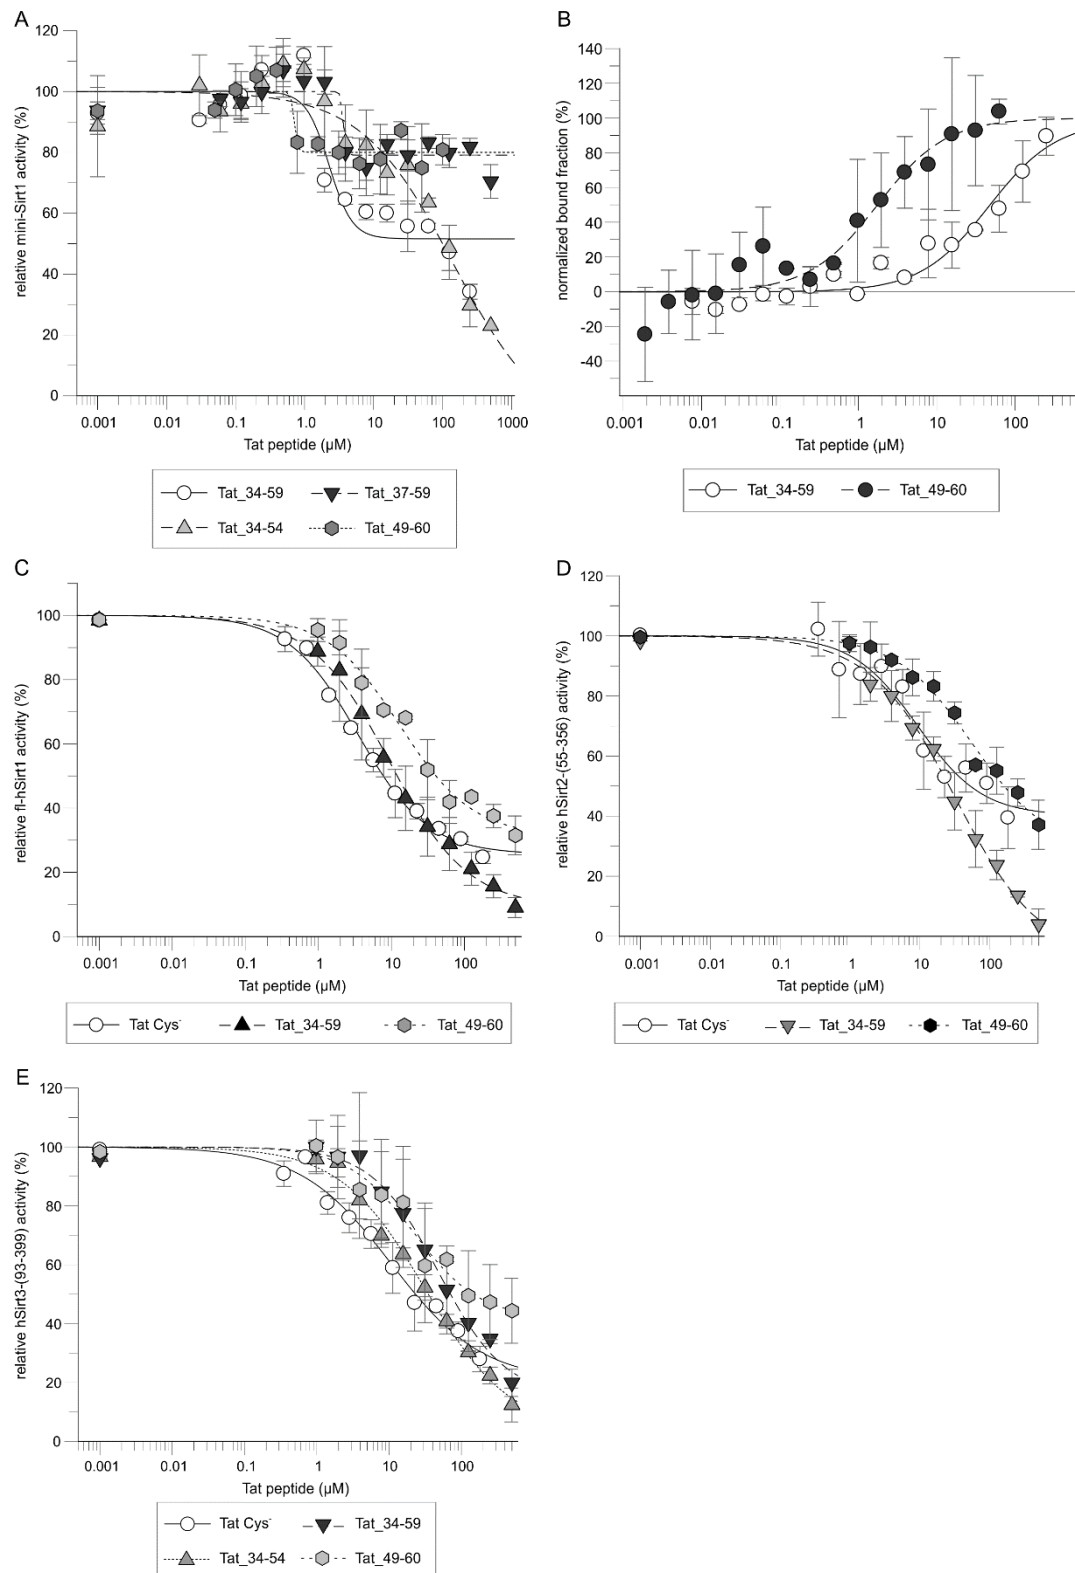 A
120
100
80
60
40
20
0
relative mini-Sirt1 activity (%)
0.001 0.01 0.1 1.0 10 100 1000
Tat peptide (µM)
Tat_34-59 Tat_37-59
Tat_34-54 Tat_49-60
B
140
120
100
80
60
40
20
0
-20
-40
normalized bound fraction (%)
0.001 0.01 0.1 1 10 100
Tat peptide (µM)
Tat_34-59 Tat_49-60
C
100
80
60
40
20
0
relative fl-hSirt1 activity (%)
0.001 0.01 0.1 1 10 100
Tat peptide (µM)
Tat Cys⁻ Tat_34-59 Tat_49-60
D
120
100
80
60
40
20
0
relative hSirt2-(55-356) activity (%)
0.001 0.01 0.1 1 10 100
Tat peptide (µM)
Tat Cys⁻ Tat_34-59 Tat_49-60
E
120
100
80
60
40
20
0
relative hSirt3-(93-399) activity (%)
0.001 0.01 0.1 1 10 100
Tat peptide (µM)
Tat Cys⁻ Tat_34-59
Tat_34-54 Tat_49-60